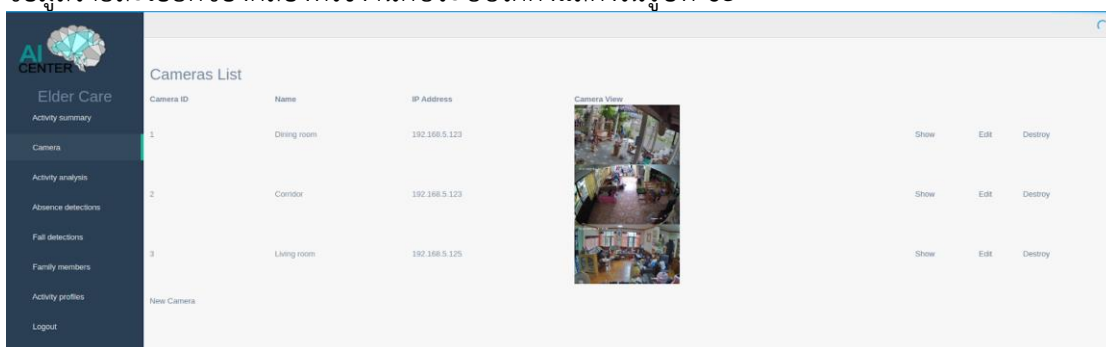 AI
CENTER
Elder Care
Activity summary
Camera
Activity analysis
Absence detections
Fall detections
Family members
Activity profiles
Logout
Cameras List
Camera ID Name IP Address Camera View
1 Dining room 192.168.5.123 Show Edit Destroy
2 Corridor 192.168.5.123 Show Edit Destroy
3 Living room 192.168.5.125 Show Edit Destroy
New Camera